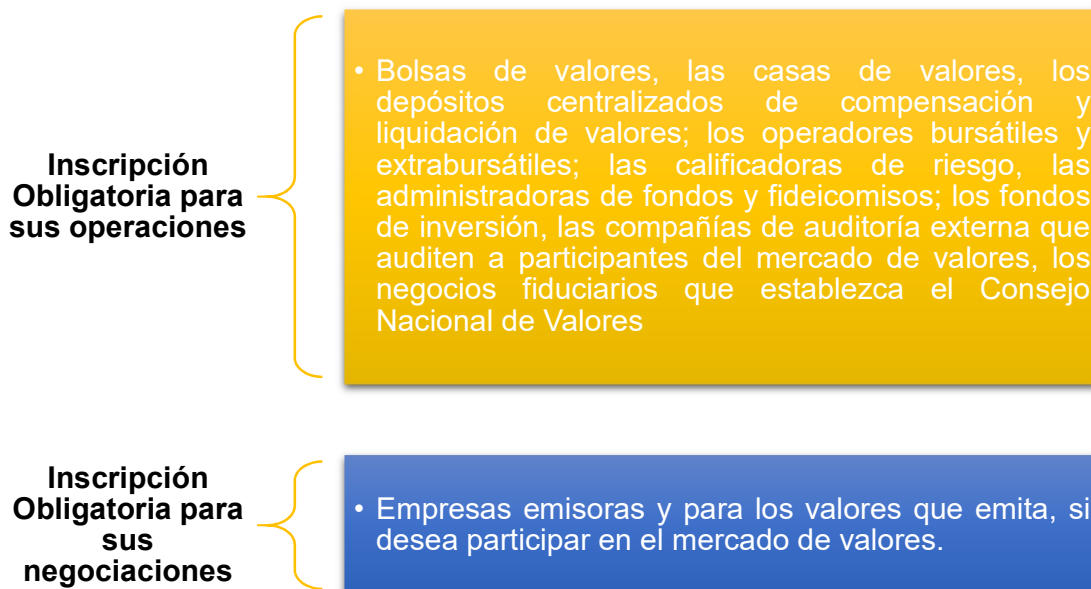 Inscripción
Obligatoria para
sus operaciones
• Bolsas de valores, las casas de valores, los
depósitos centralizados de compensación y
liquidación de valores; los operadores bursátiles y
extrabursátiles; las calificadoras de riesgo, las
administradoras de fondos y fideicomisos; los fondos
de inversión, las compañías de auditoría externa que
auditen a participantes del mercado de valores, los
negocios fiduciarios que establezca el Consejo
Nacional de Valores
Inscripción
Obligatoria para
sus
negociaciones
• Empresas emisoras y para los valores que emita, si
desea participar en el mercado de valores.